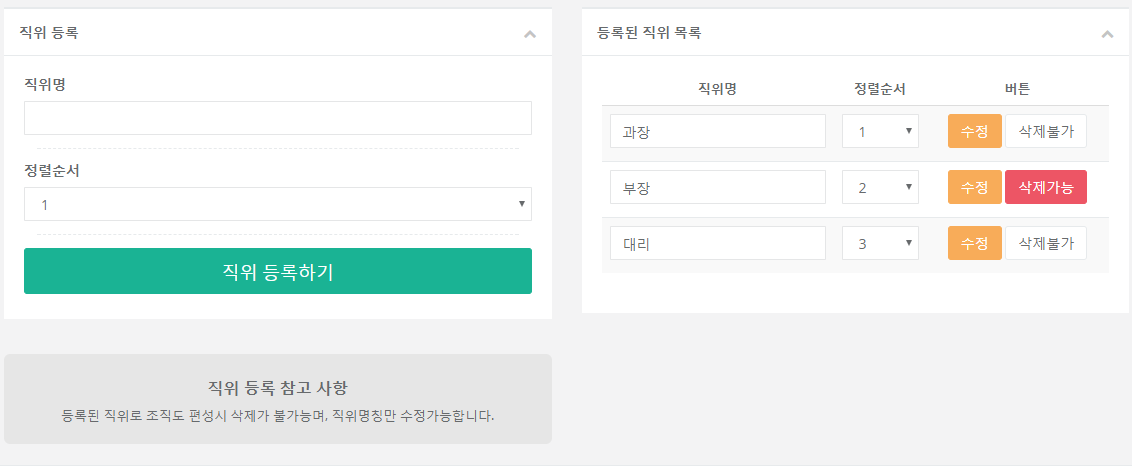 직위 등록
직위명
정렬순서
1
직위 등록하기
직위 등록 참고 사항
등록된 직위로 조직도 편성시 삭제가 불가능며, 직위명칭만 수정가능합니다.
등록된 직위 목록
직위명 정렬순서 버튼
과장 1 수정 삭제불가
부장 2 수정 삭제가능
대리 3 수정 삭제불가